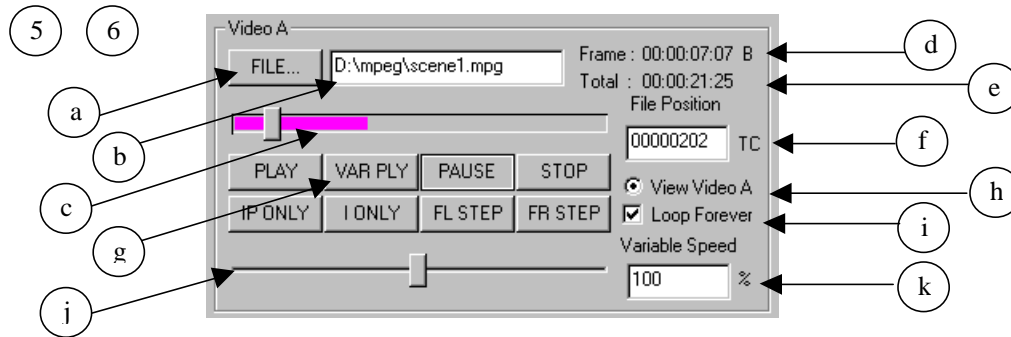 5 6
Video A
FILE... D:\mpeg\scene1.mpg Frame : 00:00:07:07 B
Total : 00:00:21:25
File Position
00000202 TC
PLAY VAR PLY PAUSE STOP
View Video A
IP ONLY I ONLY FL STEP FR STEP
Loop Forever
Variable Speed
100 %
a
b
c
g
j
d
e
f
h
i
k